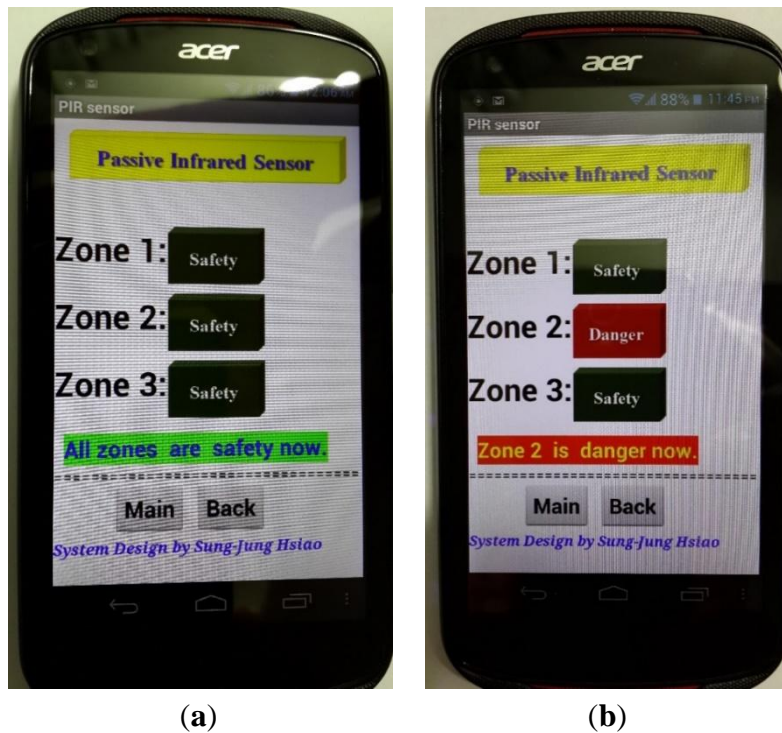 acer
PIR sensor
Passive Infrared Sensor
Zone 1: Safety
Zone 2: Safety
Zone 3: Safety
All zones are safety now.
Main Back
System Design by Sung-Jung Hsiao
(a)
acer
88% 11:45 PM
PIR sensor
Passive Infrared Sensor
Zone 1: Safety
Zone 2: Danger
Zone 3: Safety
Zone 2 is danger now.
Main Back
System Design by Sung-Jung Hsiao
(b)